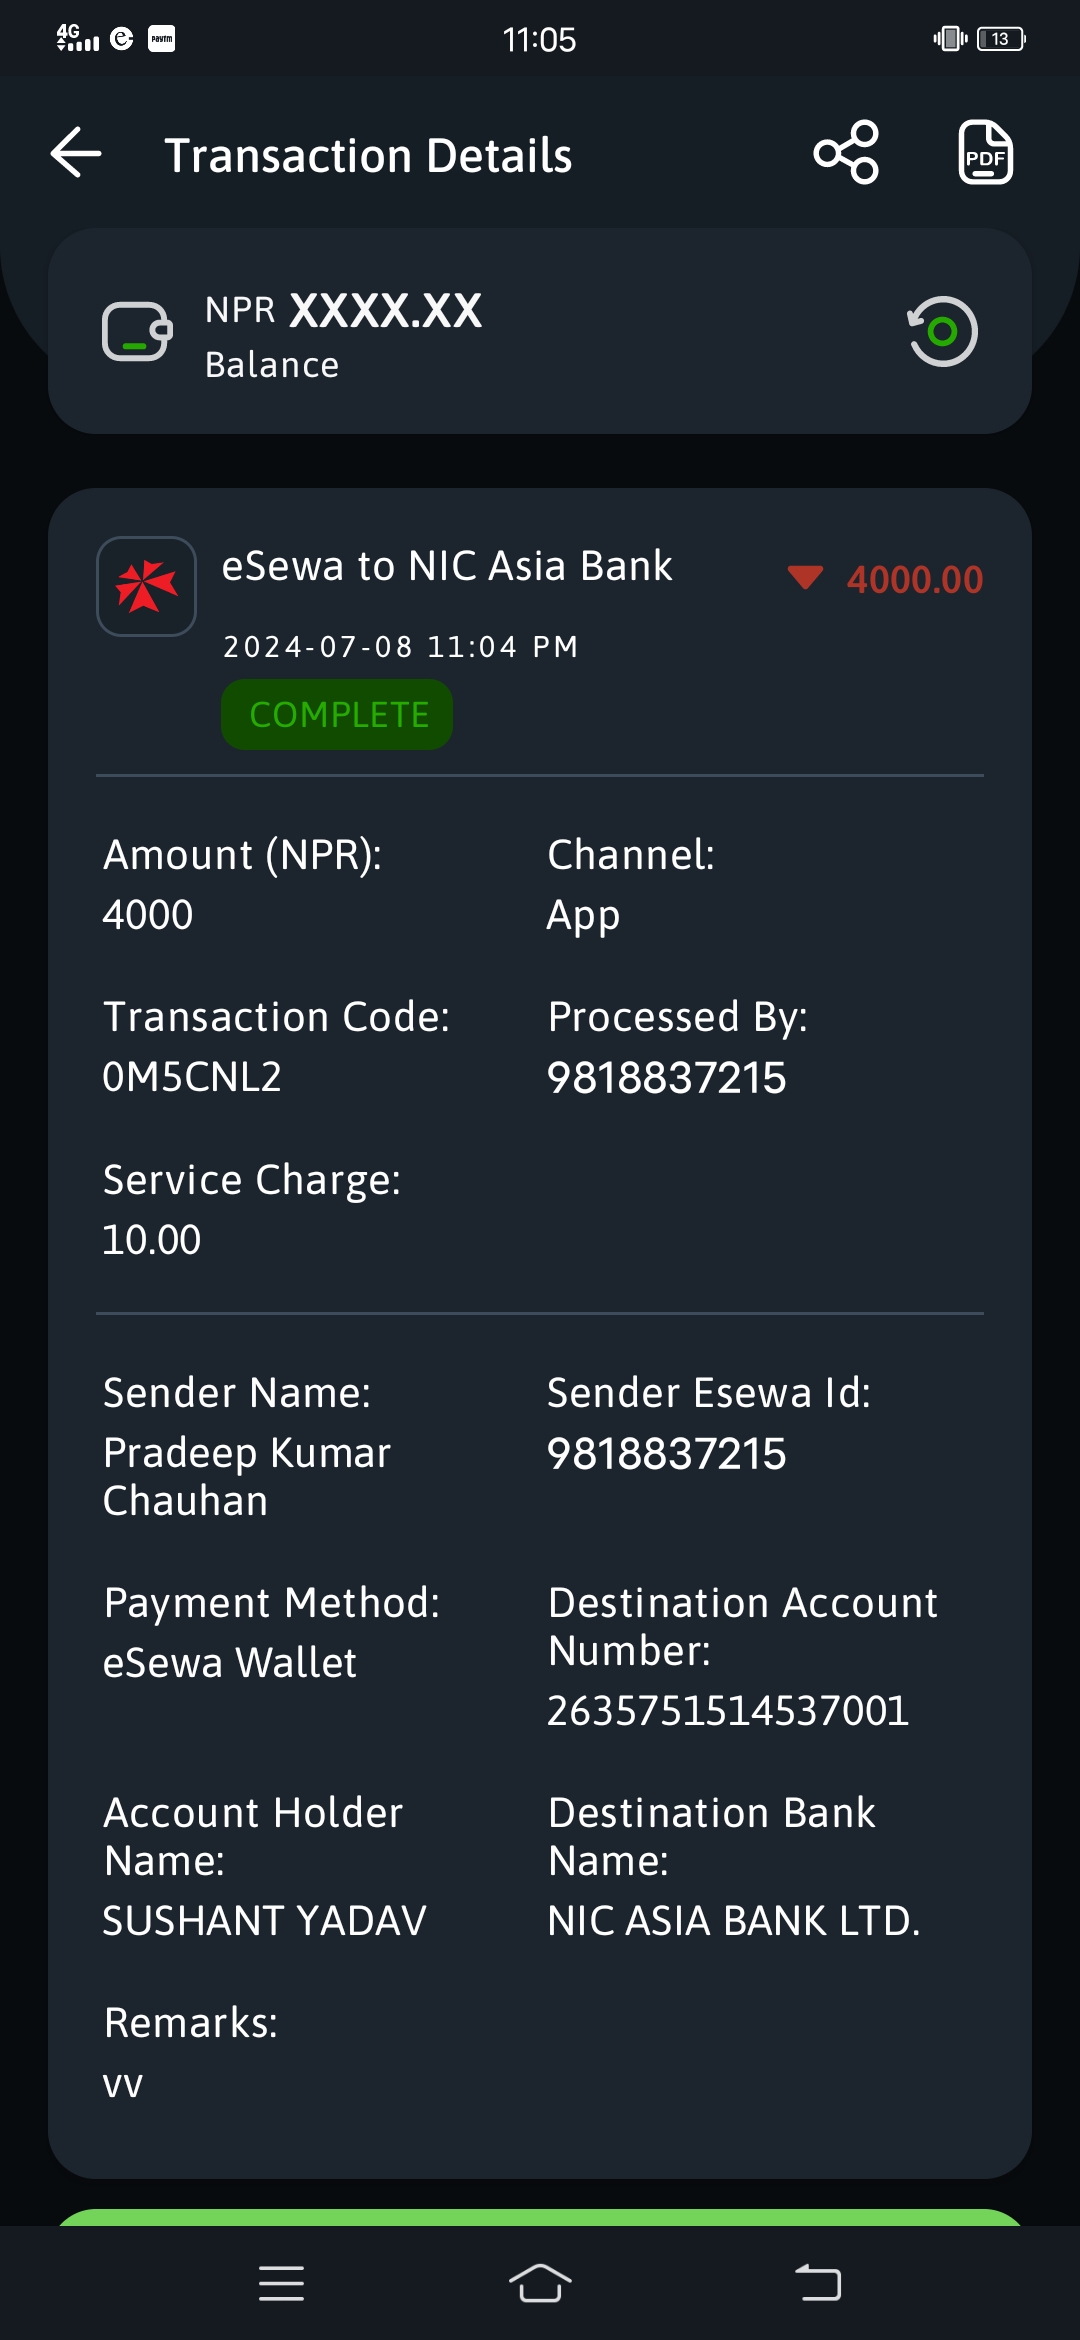 4G
Paytm
11:05
13
Transaction Details
PDF
NPR XXXX.XX
Balance
eSewa to NIC Asia Bank
4000.00
2024-07-08 11:04 PM
COMPLETE
Amount (NPR):
Channel:
4000
App
Transaction Code:
Processed By:
0M5CNL2
9818837215
Service Charge:
10.00
Sender Name:
Sender Esewa Id:
Pradeep Kumar
Chauhan
9818837215
Payment Method:
eSewa Wallet
Destination Account
Number:
2635751514537001
Account Holder
Name:
SUSHANT YADAV
Destination Bank
Name:
NIC ASIA BANK LTD.
Remarks:
vv